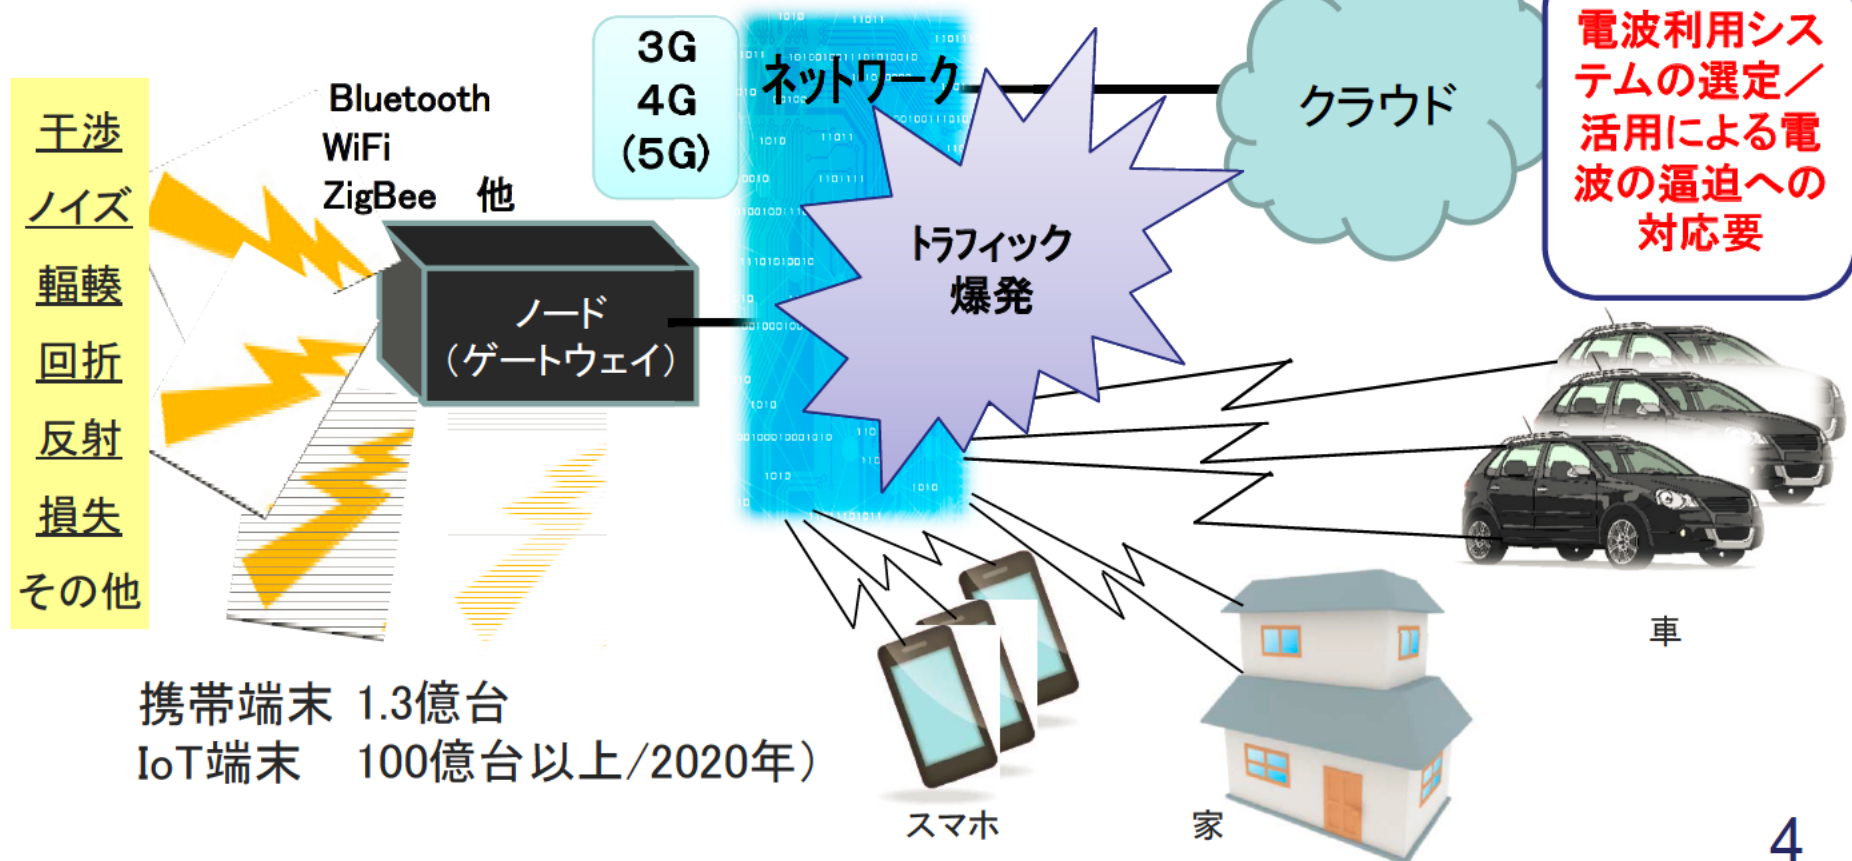 干渉
ノイズ
輻輳
回折
反射
損失
その他
Bluetooth
WiFi
ZigBee 他
ノード
（ゲートウェイ）
3G
4G
(5G)
ネットワーク
トラフィック
爆発
クラウド
電波利用シス
テムの選定／
活用による電
波の逼迫への
対応要
車
携帯端末 1.3億台
IoT端末 100億台以上/2020年）
スマホ
家
4